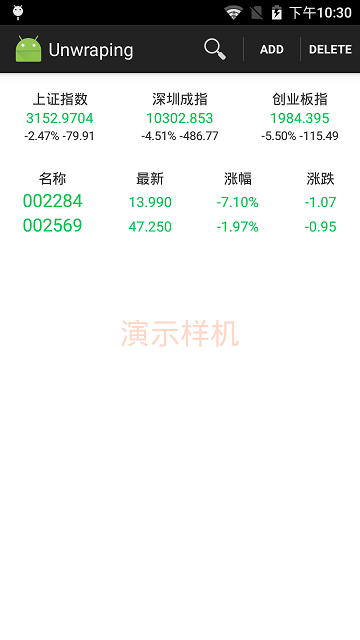 下午10:30
Unwraping ADD DELETE
上证指数 深圳成指 创业板指
3152.9704 10302.853 1984.395
-2.47% -79.91 -4.51% -486.77 -5.50% -115.49
名称 最新 涨幅 涨跌
002284 13.990 -7.10% -1.07
002569 47.250 -1.97% -0.95
演示样机